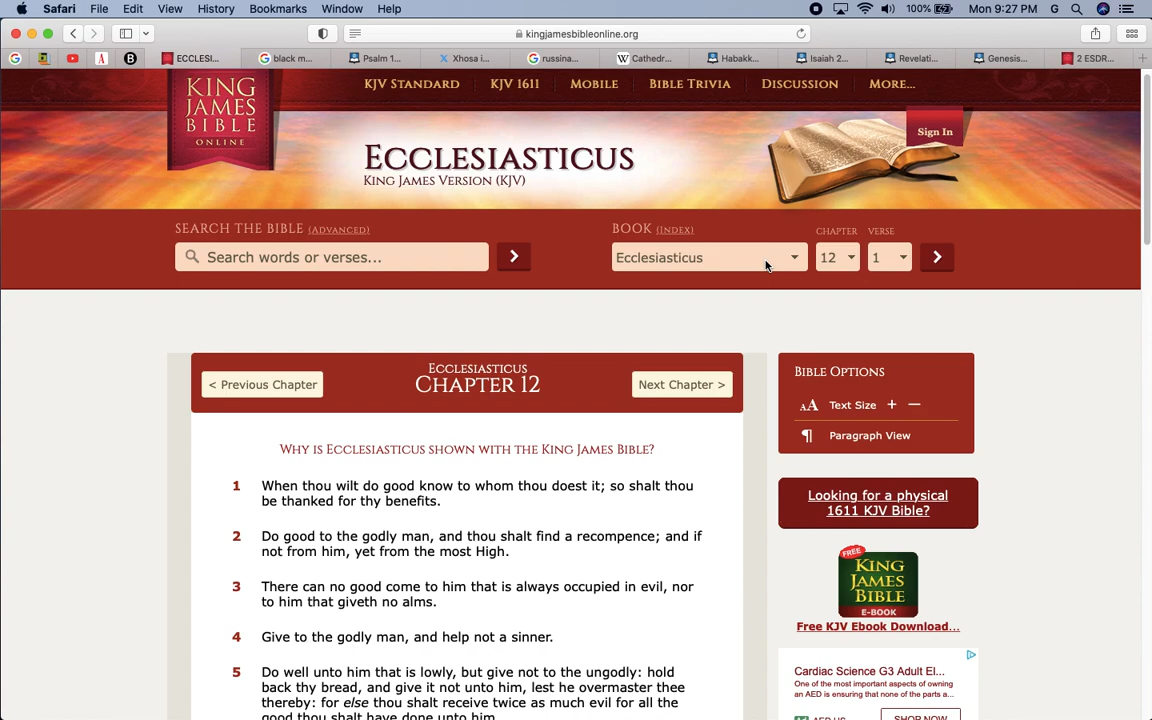 Safari File Edit View History Bookmarks Window Help 100% Mon 9:27 PM G
kingjamesbibleonline.org
ECCLESI... black m... Psalm 1... Xhosa i... russina... Cathedr... Habakk... Isaiah 2... Revelati... Genesis... 2 ESDR...
KING
JAMES
BIBLE
ONLINE
KJV STANDARD KJV 1611 MOBILE BIBLE TRIVIA DISCUSSION MORE...
Sign In
ECCLESIASTICUS
KING JAMES VERSION (KJV)
SEARCH THE BIBLE (ADVANCED)
Search words or verses...
BOOK (INDEX) CHAPTER VERSE
Ecclesiasticus 12 1
< Previous Chapter
ECCLESIASTICUS
CHAPTER 12
Next Chapter >
WHY IS ECCLESIASTICUS SHOWN WITH THE KING JAMES BIBLE?
1 When thou wilt do good know to whom thou doest it; so shalt thou
be thanked for thy benefits.
2 Do good to the godly man, and thou shalt find a recompence; and if
not from him, yet from the most High.
3 There can no good come to him that is always occupied in evil, nor
to him that giveth no alms.
4 Give to the godly man, and help not a sinner.
5 Do well unto him that is lowly, but give not to the ungodly: hold
back thy bread, and give it not unto him, lest he overmaster thee
thereby: for else thou shalt receive twice as much evil for all the
good thou shalt have done unto him.
BIBLE OPTIONS
AA Text Size + —
¶ Paragraph View
Looking for a physical
1611 KJV Bible?
FREE
KING
JAMES
BIBLE
E-BOOK
Free KJV Ebook Download...
Cardiac Science G3 Adult El...
One of the most important aspects of owning
an AED is ensuring that none of the parts a...
AED US
SHOP NOW